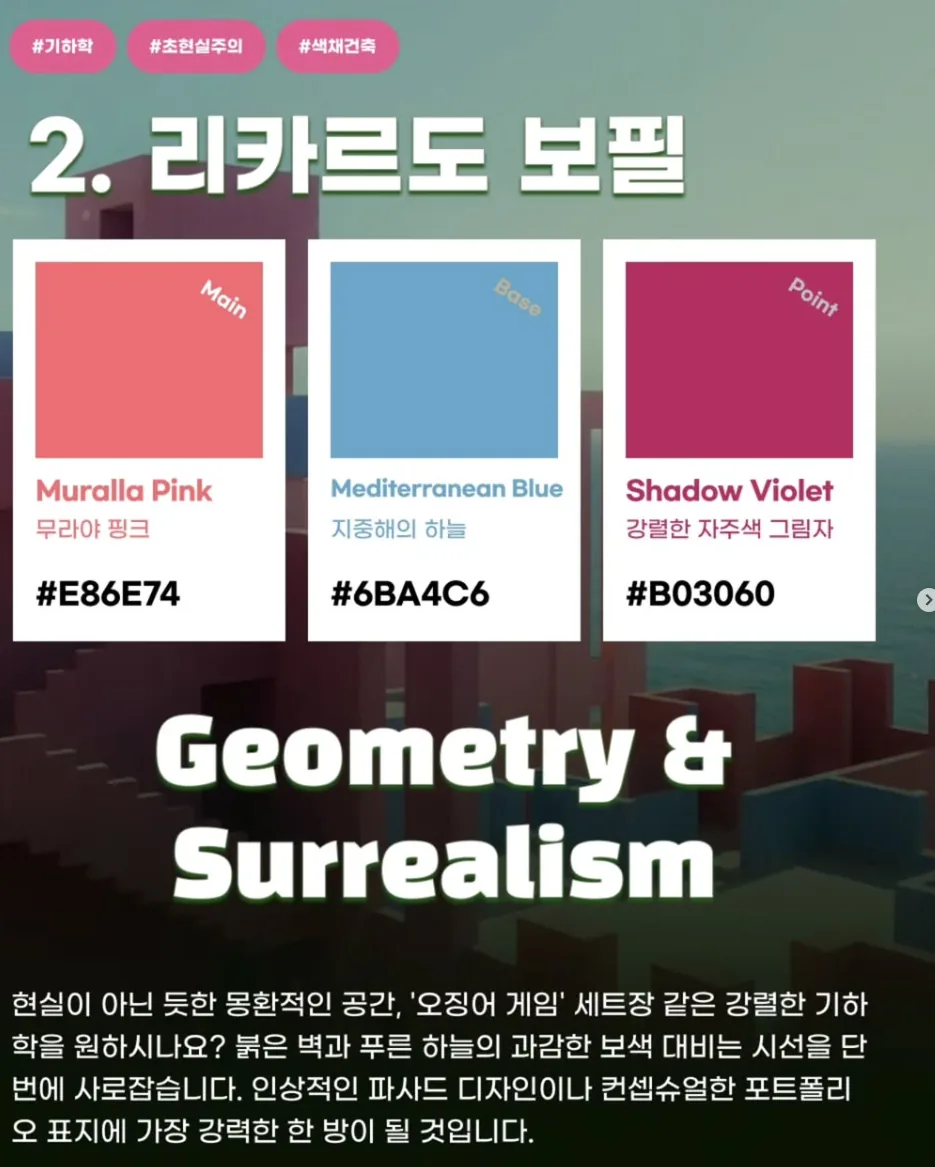 #기하학 #초현실주의 #색채건축
2. 리카르도 보필
Main
Muralla Pink
무라야 핑크
#E86E74
Base
Mediterranean Blue
지중해의 하늘
#6BA4C6
Point
Shadow Violet
강렬한 자주색 그림자
#B03060
Geometry &
Surrealism
현실이 아닌 듯한 몽환적인 공간, '오징어 게임' 세트장 같은 강렬한 기하
학을 원하시나요? 붉은 벽과 푸른 하늘의 과감한 보색 대비는 시선을 단
번에 사로잡습니다. 인상적인 파사드 디자인이나 컨셉슈얼한 포트폴리
오 표지에 가장 강력한 한 방이 될 것입니다.